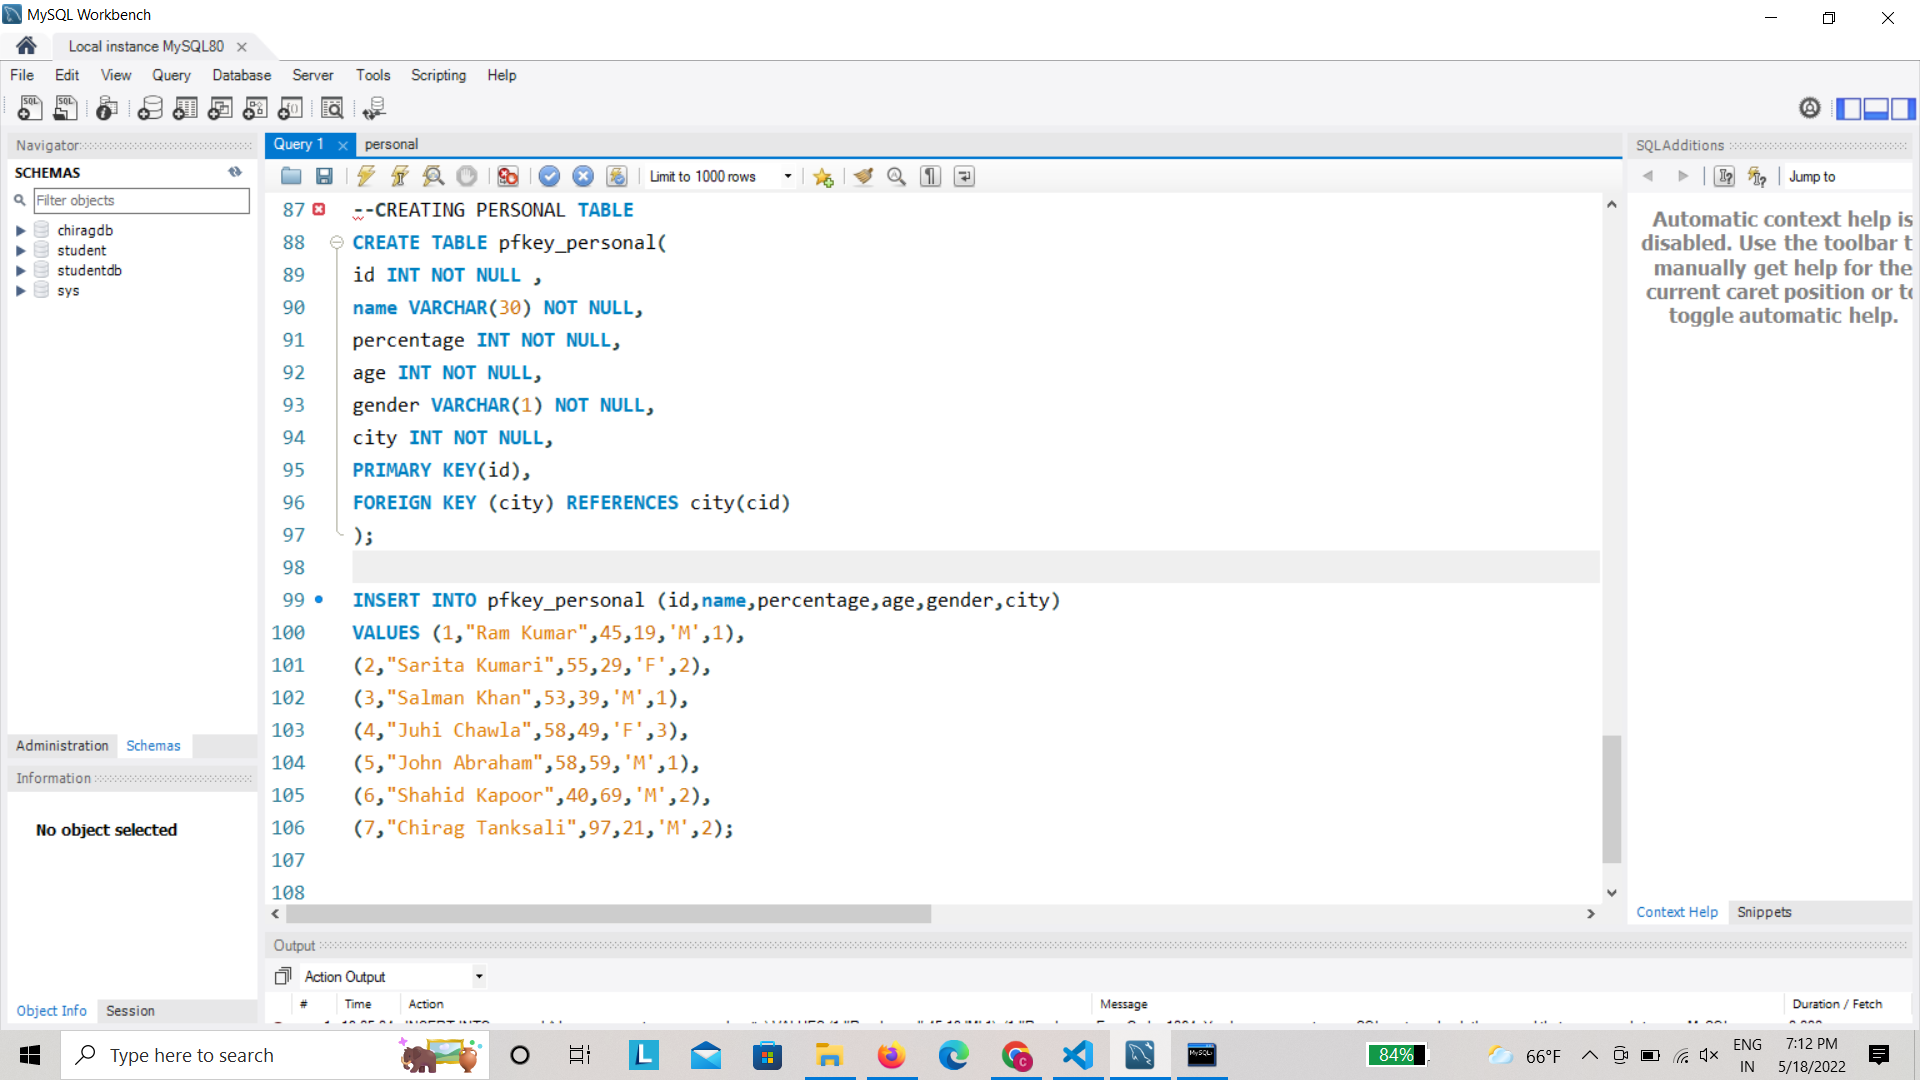 MySQL Workbench
Local instance MySQL80
File Edit View Query Database Server Tools Scripting Help
Navigator
SCHEMAS
Filter objects
chiragdb
student
studentdb
sys
Administration Schemas
Information
No object selected
Object Info Session
Query 1 personal
Limit to 1000 rows
87 --CREATING PERSONAL TABLE
88 CREATE TABLE pfkey_personal(
89 id INT NOT NULL ,
90 name VARCHAR(30) NOT NULL,
91 percentage INT NOT NULL,
92 age INT NOT NULL,
93 gender VARCHAR(1) NOT NULL,
94 city INT NOT NULL,
95 PRIMARY KEY(id),
96 FOREIGN KEY (city) REFERENCES city(cid)
97 );
98
99 INSERT INTO pfkey_personal (id,name,percentage,age,gender,city)
100 VALUES (1,"Ram Kumar",45,19,'M',1),
101 (2,"Sarita Kumari",55,29,'F',2),
102 (3,"Salman Khan",53,39,'M',1),
103 (4,"Juhi Chawla",58,49,'F',3),
104 (5,"John Abraham",58,59,'M',1),
105 (6,"Shahid Kapoor",40,69,'M',2),
106 (7,"Chirag Tanksali",97,21,'M',2);
107
108
SQLAdditions
Jump to
Automatic context help is
disabled. Use the toolbar t
manually get help for the
current caret position or to
toggle automatic help.
Context Help Snippets
Output
Action Output
# Time Action Message Duration / Fetch
Type here to search
84%
66°F
ENG
IN
7:12 PM
5/18/2022